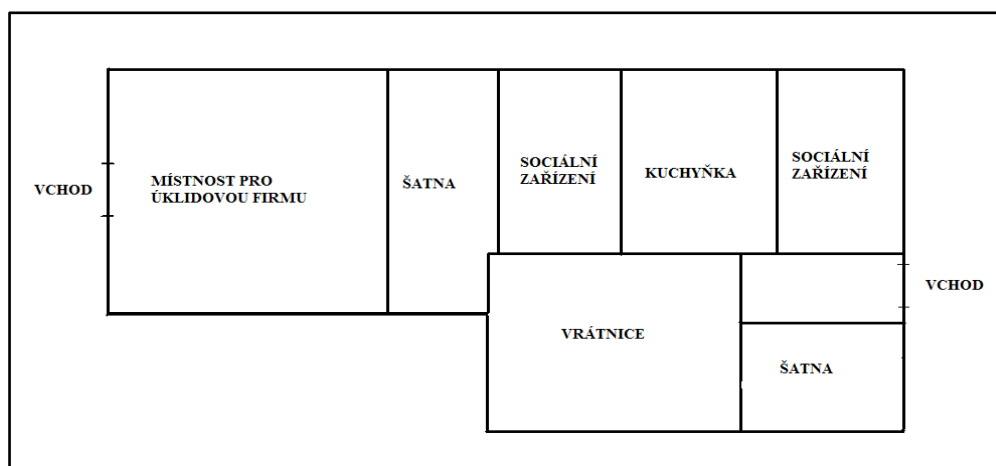 VCHOD
MÍSTNOST PRO
ÚKLIDOVOU FIRMU
ŠATNA
SOCIÁLNÍ
ZAŘÍZENÍ
KUCHYŇKA
SOCIÁLNÍ
ZAŘÍZENÍ
VCHOD
VRÁTNICE
ŠATNA